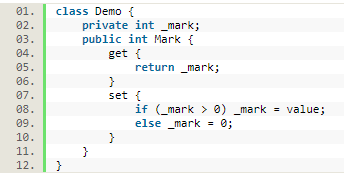 01. class Demo {
02.     private int _mark;
03.     public int Mark {
04.         get {
05.             return _mark;
06.         }
07.         set {
08.             if (_mark > 0) _mark = value;
09.             else _mark = 0;
10.         }
11.     }
12. }